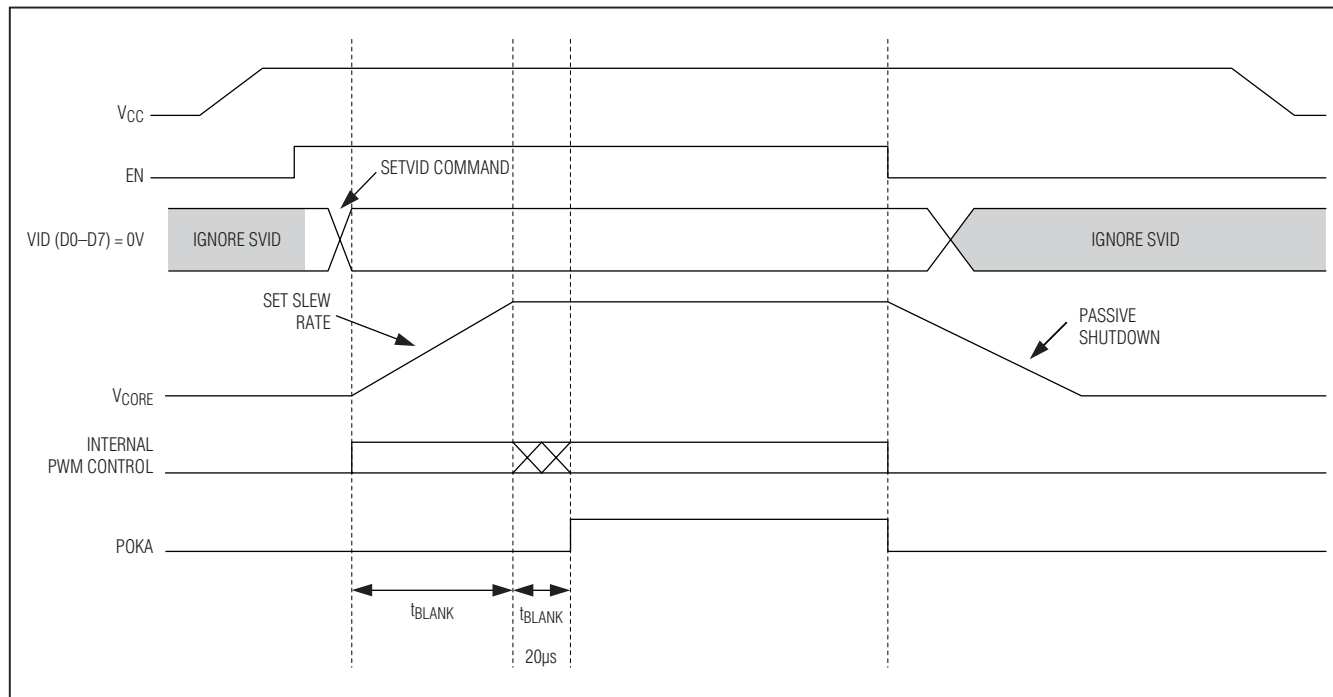 VCC
EN
SETVID COMMAND
VID (D0–D7) = 0V
IGNORE SVID
IGNORE SVID
SET SLEW
RATE
PASSIVE
SHUTDOWN
VCORE
INTERNAL
PWM CONTROL
POKA
tBLANK
tBLANK
20µs